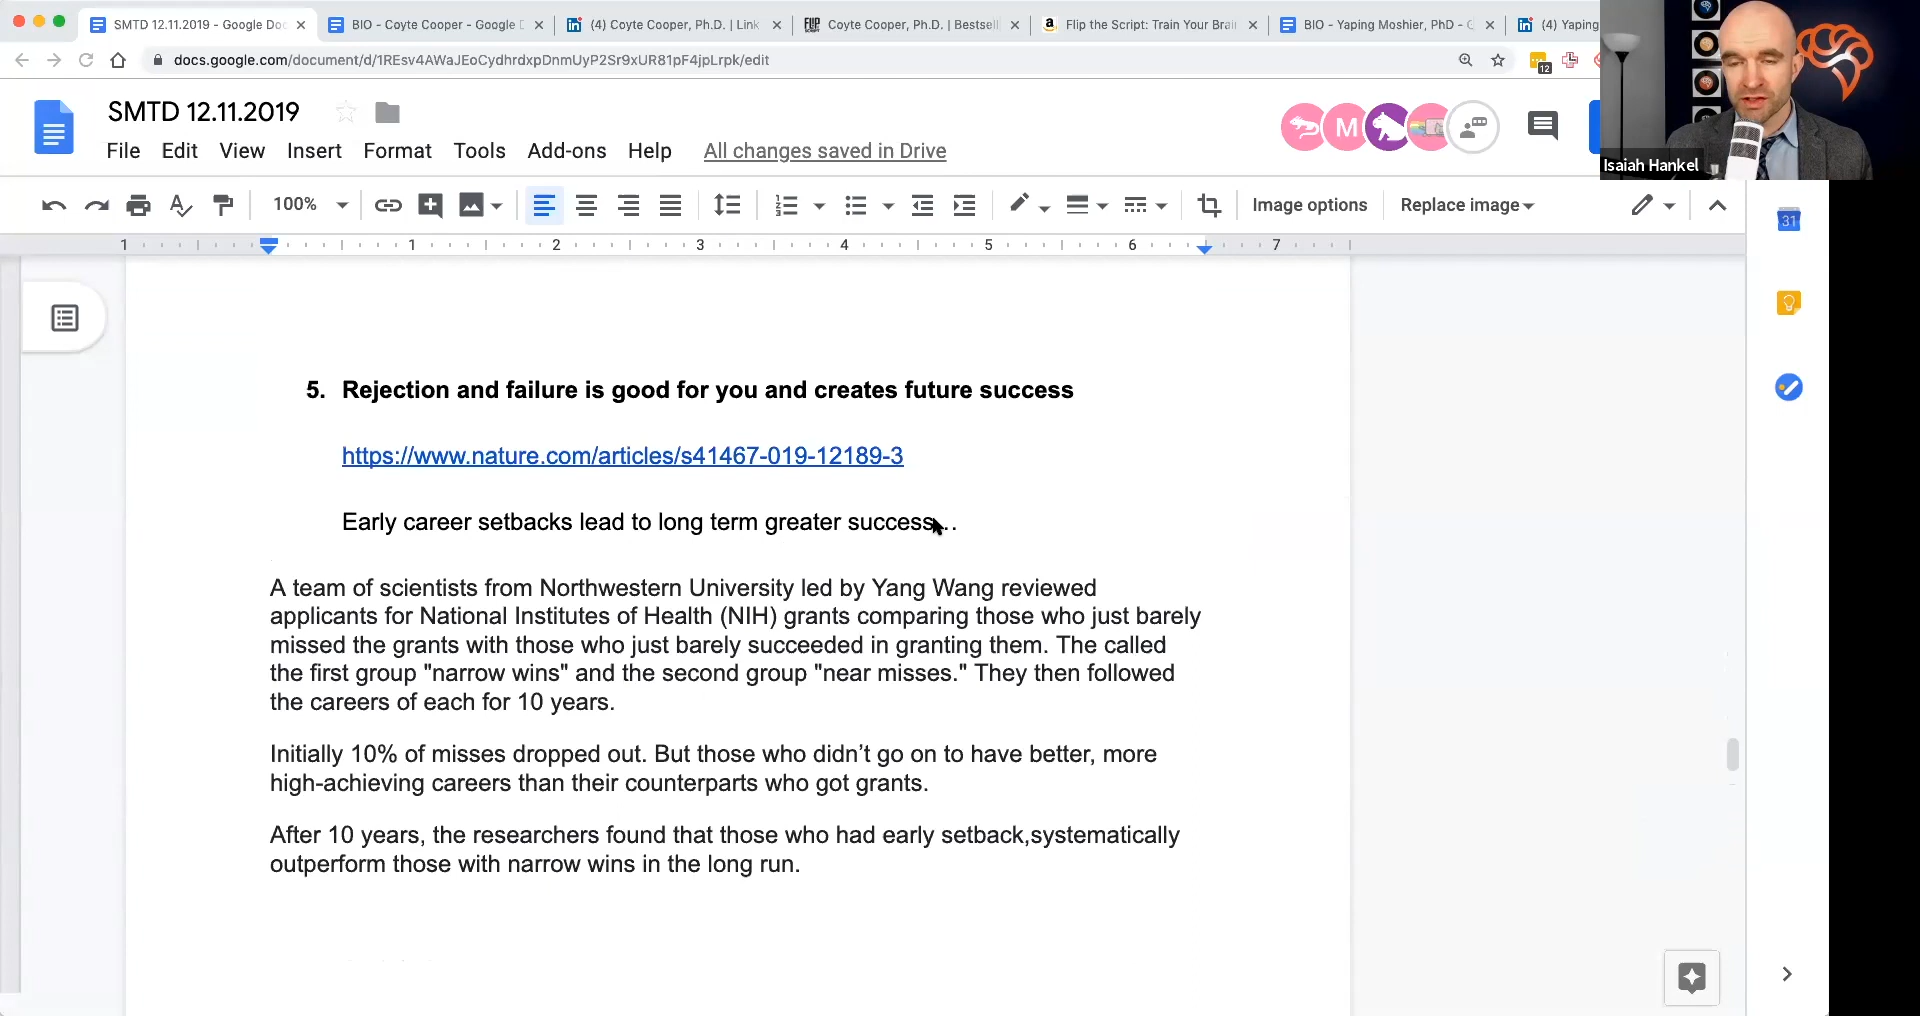 SMTD 12.11.2019 - Google Doc
BIO - Coyte Cooper - Google D
(4) Coyte Cooper, Ph.D. | Link
Coyte Cooper, Ph.D. | Bestsell
Flip the Script: Train Your Brai
BIO - Yaping Moshier, PhD - G
(4) Yaping
docs.google.com/document/d/1REsv4AWaJEoCydhrdxpDnmUyP2Sr9xUR81pF4jpLrpk/edit
12
SMTD 12.11.2019
M
File Edit View Insert Format Tools Add-ons Help All changes saved in Drive
Isaiah Hankel
100% Image options Replace image
1 1 2 3 4 5 6 7
31
5. Rejection and failure is good for you and creates future success
https://www.nature.com/articles/s41467-019-12189-3
Early career setbacks lead to long term greater success…
A team of scientists from Northwestern University led by Yang Wang reviewed
applicants for National Institutes of Health (NIH) grants comparing those who just barely
missed the grants with those who just barely succeeded in granting them. The called
the first group "narrow wins" and the second group "near misses." They then followed
the careers of each for 10 years.
Initially 10% of misses dropped out. But those who didn’t go on to have better, more
high-achieving careers than their counterparts who got grants.
After 10 years, the researchers found that those who had early setback,systematically
outperform those with narrow wins in the long run.